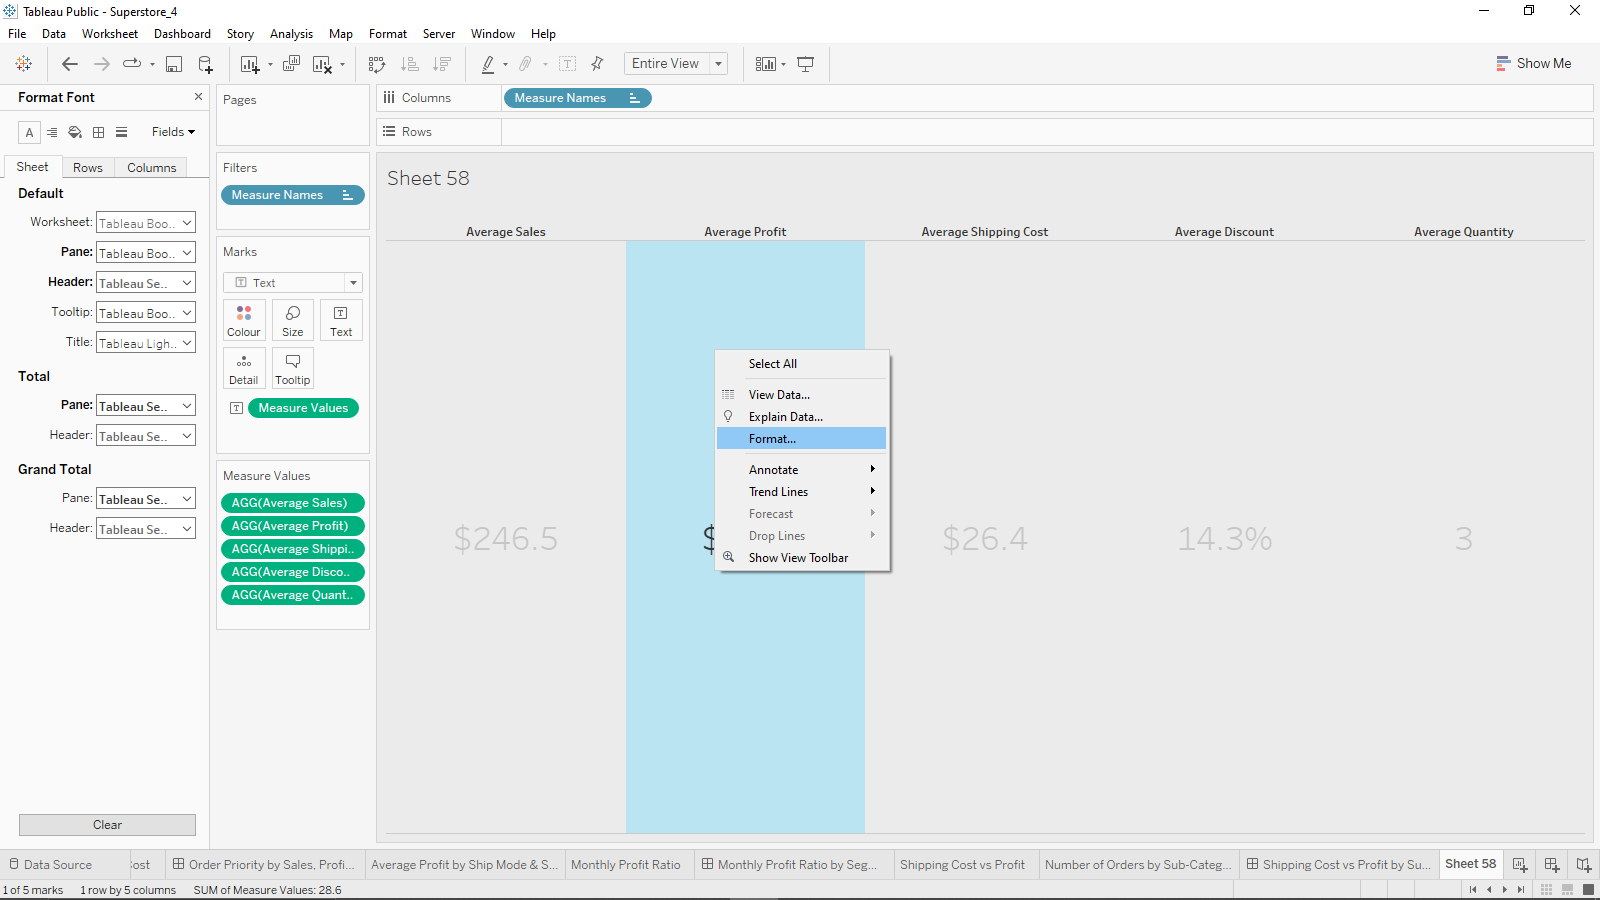 Tableau Public - Superstore_4
File Data Worksheet Dashboard Story Analysis Map Format Server Window Help
Entire View
Show Me
Format Font
Fields
Sheet Rows Columns
Default
Worksheet: Tableau Boo..
Pane: Tableau Boo..
Header: Tableau Se..
Tooltip: Tableau Boo..
Title: Tableau Ligh..
Total
Pane: Tableau Se..
Header: Tableau Se..
Grand Total
Pane: Tableau Se..
Header: Tableau Se..
Clear
Pages
Filters
Measure Names
Marks
Text
Colour Size Text
Detail Tooltip
Measure Values
Measure Values
AGG(Average Sales)
AGG(Average Profit)
AGG(Average Shippi..
AGG(Average Disco..
AGG(Average Quant..
Columns Measure Names
Rows
Sheet 58
Average Sales Average Profit Average Shipping Cost Average Discount Average Quantity
$246.5 $ $26.4 14.3% 3
Select All
View Data...
Explain Data...
Format...
Annotate
Trend Lines
Forecast
Drop Lines
Show View Toolbar
Data Source Cost Order Priority by Sales, Profi... Average Profit by Ship Mode & S... Monthly Profit Ratio Monthly Profit Ratio by Seg... Shipping Cost vs Profit Number of Orders by Sub-Categ... Shipping Cost vs Profit by Su... Sheet 58
1 of 5 marks 1 row by 5 columns SUM of Measure Values: 28.6